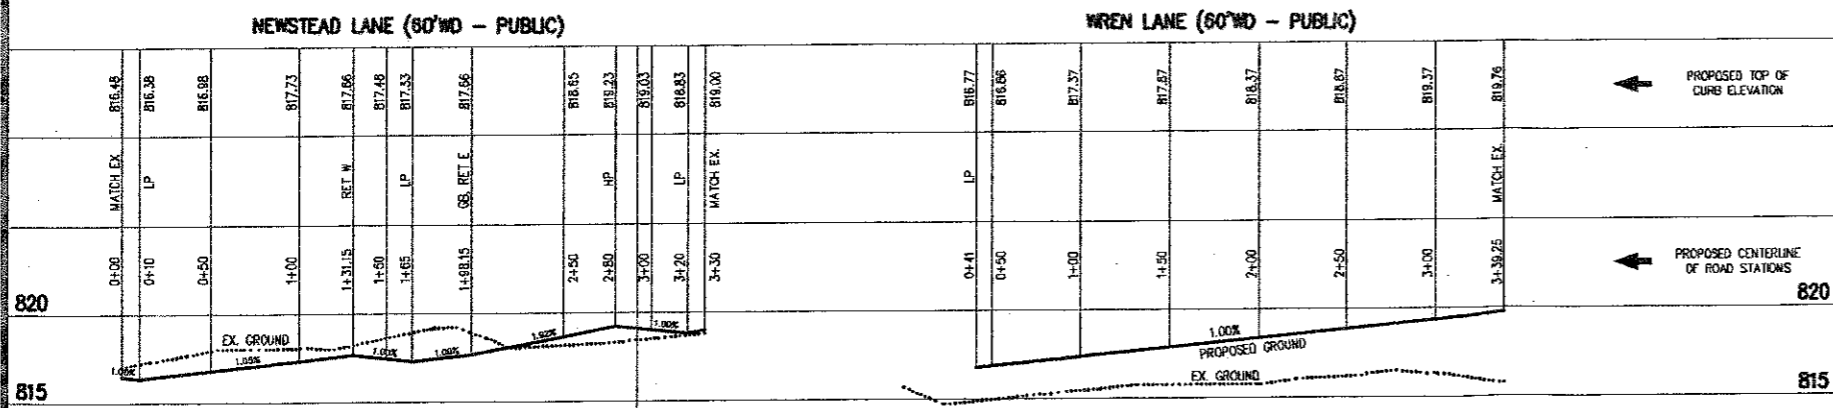 NEWSTEAD LANE (60'WD – PUBLIC)
WREN LANE (60'WD – PUBLIC)
816.48
816.38
816.98
817.73
817.66
817.48
817.33
817.66
818.65
819.23
819.03
818.83
819.00
816.77
816.86
817.37
817.87
818.37
818.87
819.37
819.76
PROPOSED TOP OF
CURB ELEVATION
MATCH EX.
LP
RET W
LP
GB, RET E
HP
LP
MATCH EX.
LP
MATCH EX.
0+00
0+10
0+50
1+00
1+31.15
1+60
1+65
1+98.15
2+50
2+80
3+00
3+20
3+30
0+41
0+50
1+00
1+50
2+00
2+50
3+00
3+39.25
PROPOSED CENTERLINE
OF ROAD STATIONS
820
820
EX. GROUND
1.05%
1.00%
1.00%
1.92%
1.00%
1.00%
PROPOSED GROUND
EX. GROUND
815
815